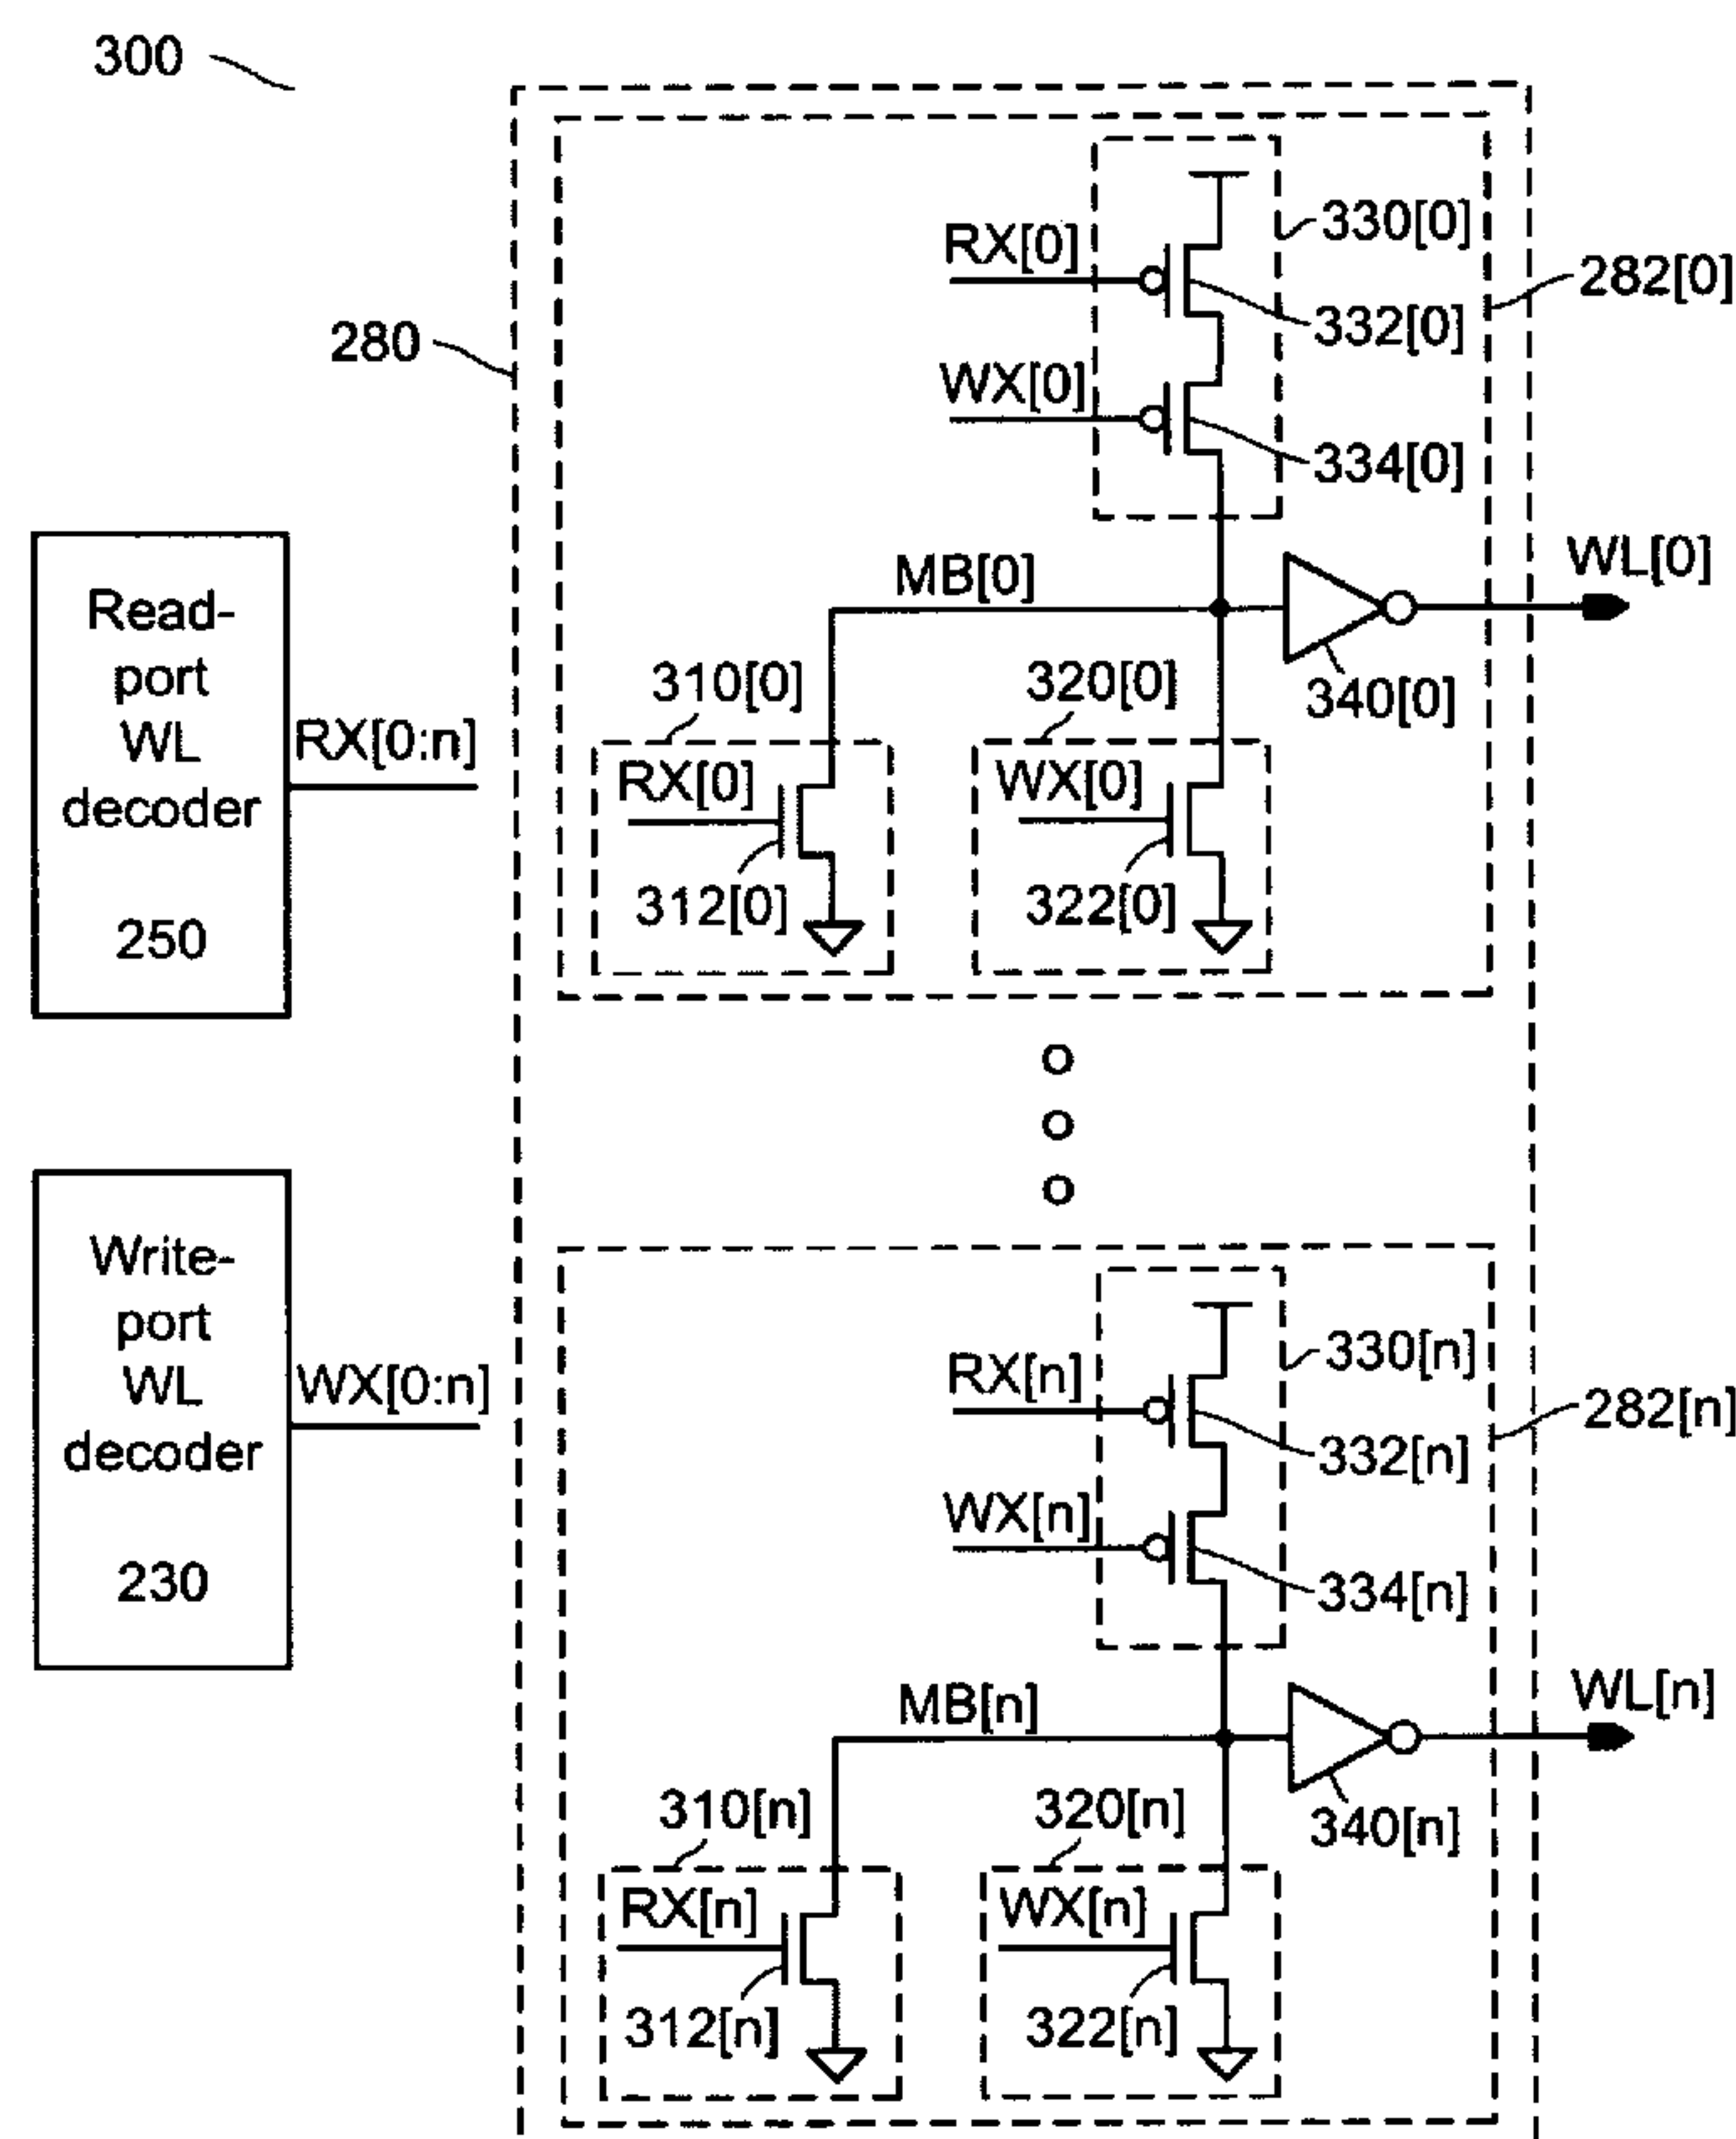 300
330[0]
RX[0]
282[0]
332[0]
280
WX[0]
334[0]
Read-
port
WL
decoder
250
RX[0:n]
MB[0]
WL[0]
310[0]
320[0]
340[0]
RX[0]
WX[0]
312[0]
322[0]
Write-
port
WL
decoder
230
WX[0:n]
330[n]
RX[n]
282[n]
332[n]
WX[n]
334[n]
MB[n]
WL[n]
310[n]
320[n]
340[n]
RX[n]
WX[n]
312[n]
322[n]